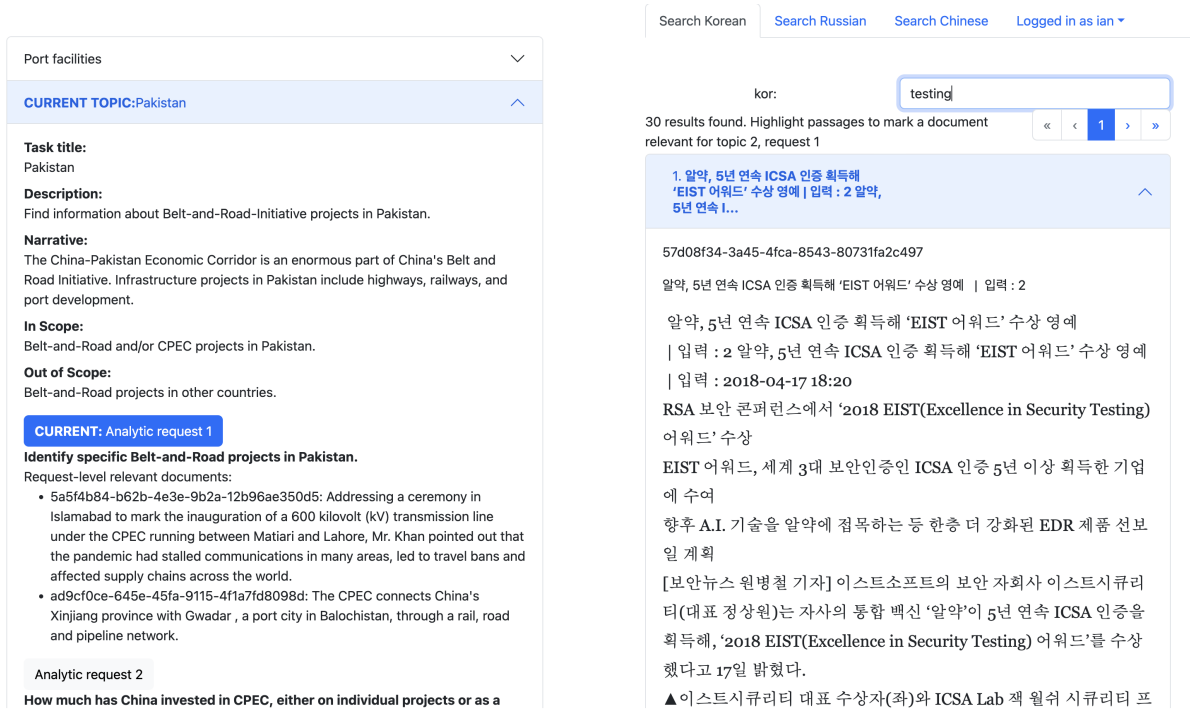 Port facilities
CURRENT TOPIC:Pakistan
Task title:
Pakistan
Description:
Find information about Belt-and-Road-Initiative projects in Pakistan.
Narrative:
The China-Pakistan Economic Corridor is an enormous part of China's Belt and
Road Initiative. Infrastructure projects in Pakistan include highways, railways, and
port development.
In Scope:
Belt-and-Road and/or CPEC projects in Pakistan.
Out of Scope:
Belt-and-Road projects in other countries.
CURRENT: Analytic request 1
Identify specific Belt-and-Road projects in Pakistan.
Request-level relevant documents:
• 5a5f4b84-b62b-4e3e-9b2a-12b96ae350d5: Addressing a ceremony in
Islamabad to mark the inauguration of a 600 kilovolt (kV) transmission line
under the CPEC running between Matiari and Lahore, Mr. Khan pointed out that
the pandemic had stalled communications in many areas, led to travel bans and
affected supply chains across the world.
• ad9cf0ce-645e-45fa-9115-4f1a7fd8098d: The CPEC connects China's
Xinjiang province with Gwadar , a port city in Balochistan, through a rail, road
and pipeline network.
Analytic request 2
How much has China invested in CPEC, either on individual projects or as a
Search Korean
Search Russian
Search Chinese
Logged in as ian
kor:
testing
30 results found. Highlight passages to mark a document
relevant for topic 2, request 1
« ‹ 1 › »
1. 알약, 5년 연속 ICSA 인증 획득해
‘EIST 어워드’ 수상 영예 | 입력 : 2 알약,
5년 연속 I...
57d08f34-3a45-4fca-8543-80731fa2c497
알약, 5년 연속 ICSA 인증 획득해 ‘EIST 어워드’ 수상 영예 | 입력 : 2
알약, 5년 연속 ICSA 인증 획득해 ‘EIST 어워드’ 수상 영예
| 입력 : 2 알약, 5년 연속 ICSA 인증 획득해 ‘EIST 어워드’ 수상 영예
| 입력 : 2018-04-17 18:20
RSA 보안 콘퍼런스에서 ‘2018 EIST(Excellence in Security Testing)
어워드’ 수상
EIST 어워드, 세계 3대 보안인증인 ICSA 인증 5년 이상 획득한 기업
에 수여
향후 A.I. 기술을 알약에 접목하는 등 한층 더 강화된 EDR 제품 선보
일 계획
[보안뉴스 원병철 기자] 이스트소프트의 보안 자회사 이스트시큐리
티(대표 정상원)는 자사의 통합 백신 ‘알약’이 5년 연속 ICSA 인증을
획득해, ‘2018 EIST(Excellence in Security Testing) 어워드’를 수상
했다고 17일 밝혔다.
▲이스트시큐리티 대표 수상자(좌)와 ICSA Lab 잭 월쉬 시큐리티 프